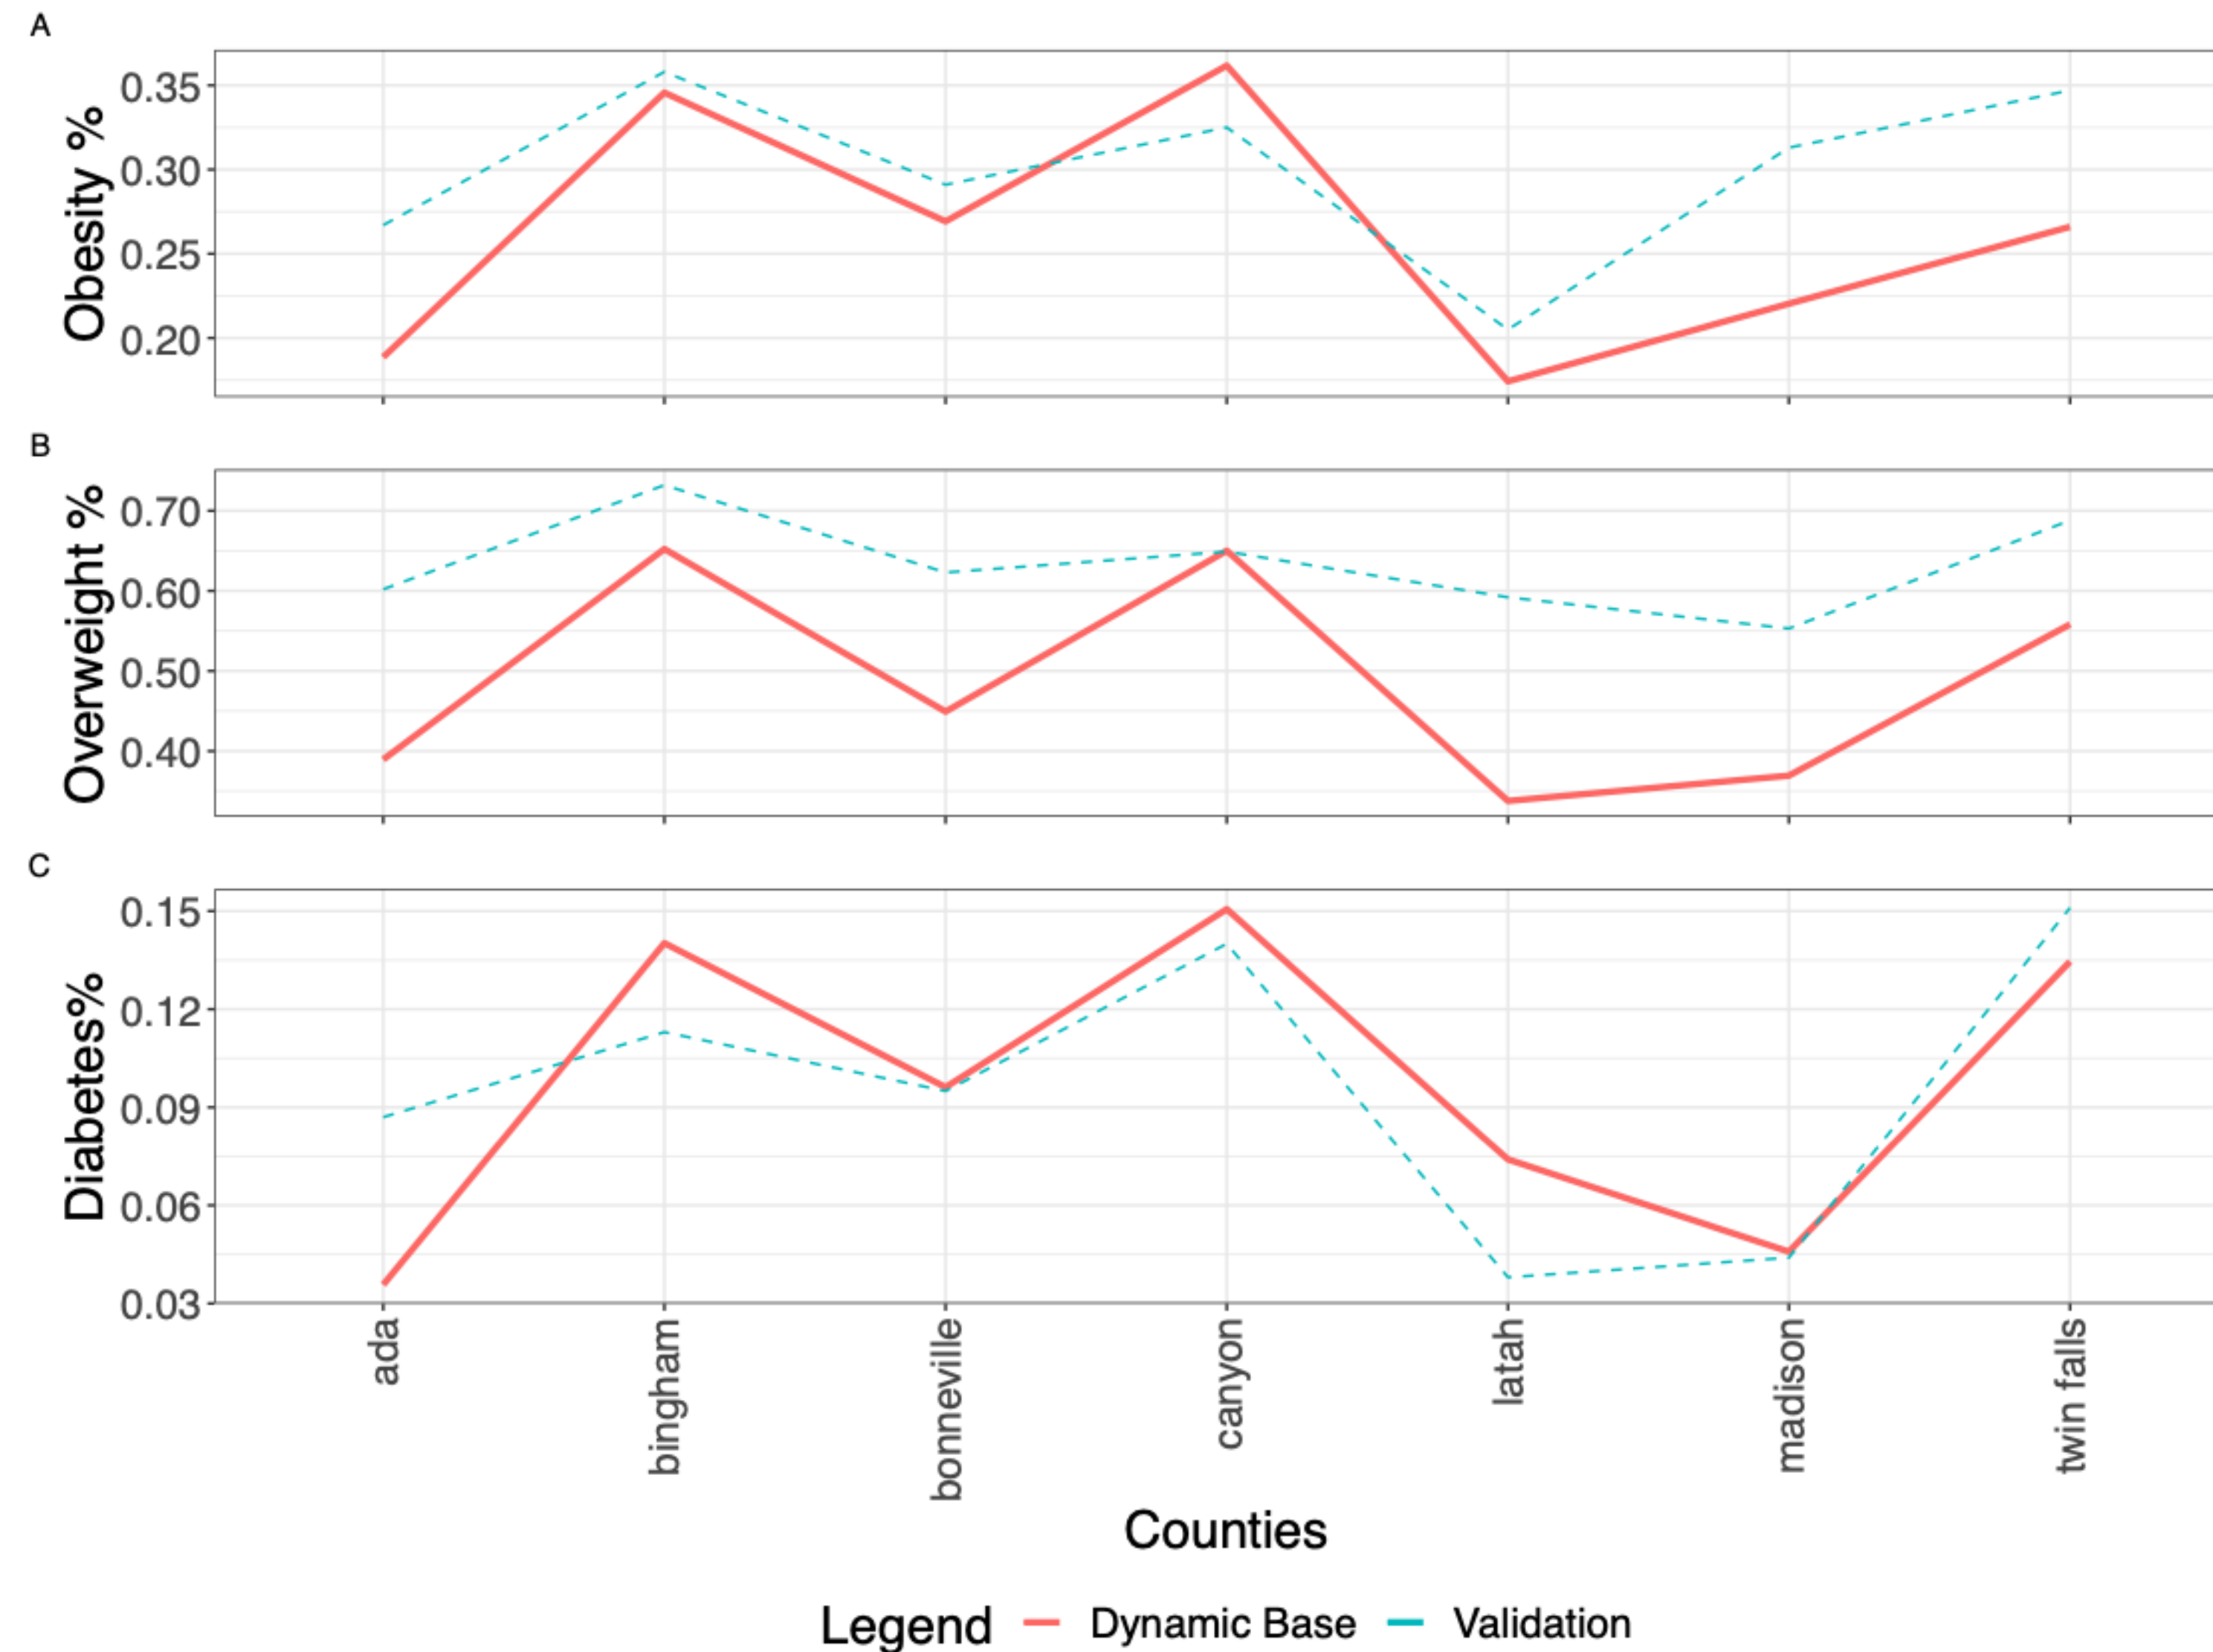 A
Obesity %
0.35
0.30
0.25
0.20
B
Overweight %
0.70
0.60
0.50
0.40
C
Diabetes%
0.15
0.12
0.09
0.06
0.03
ada
bingham
bonneville
canyon
latah
madison
twin falls
Counties
Legend Dynamic Base Validation